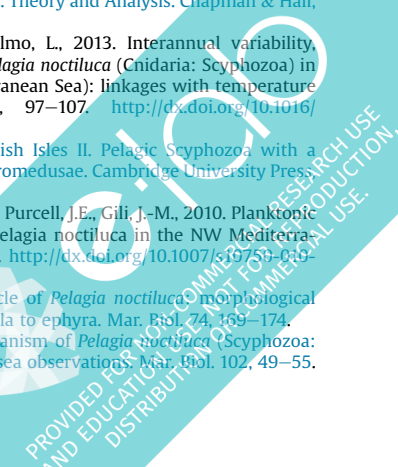 . Theory and Analysis. Chapman & Hall,
lmo, L., 2013. Interannual variability,
lagia noctiluca (Cnidaria: Scyphozoa) in
ranean Sea): linkages with temperature
, 97–107. http://dx.doi.org/10.1016/
ish Isles II. Pelagic Scyphozoa with a
romedusae. Cambridge University Press,
Purcell, J.E., Gili, J.-M., 2010. Planktonic
elagia noctiluca in the NW Mediterra-
. http://dx.doi.org/10.1007/s10750-010-
cle of Pelagia noctiluca: morphological
la to ephyra. Mar. Biol. 74, 169–174.
anism of Pelagia noctiluca (Scyphozoa:
sea observations. Mar. Biol. 102, 49–55.
PROVIDED FOR NON COMMERCIAL RESEARCH USE
AND EDUCATIONAL USE. NOT FOR REPRODUCTION,
DISTRIBUTION OR COMMERCIAL USE.